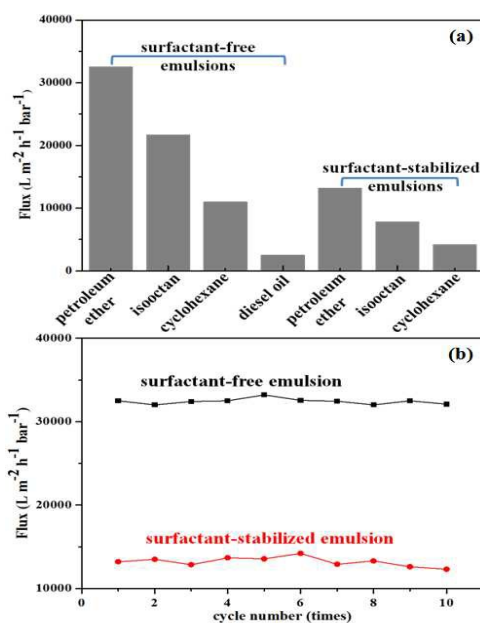 (a)
surfactant-free
emulsions
surfactant-stabilized
emulsions
Flux (L m⁻² h⁻¹ bar⁻¹)
40000
30000
20000
10000
0
petroleum
ether
isooctan
cyclohexane
diesel oil
petroleum
ether
isooctan
cyclohexane
(b)
surfactant-free emulsion
surfactant-stabilized emulsion
Flux (L m⁻² h⁻¹ bar⁻¹)
40000
30000
20000
10000
0 2 4 6 8 10
cycle number (times)